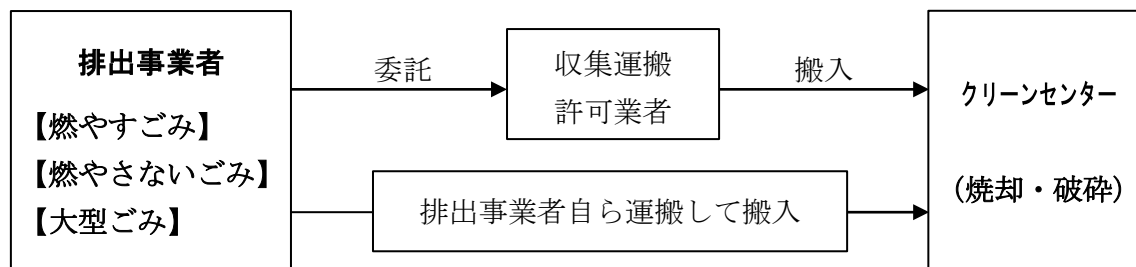 排出事業者
【燃やすごみ】
【燃やさないごみ】
【大型ごみ】
委託
収集運搬
許可業者
搬入
排出事業者自ら運搬して搬入
クリーンセンター
（焼却・破砕）